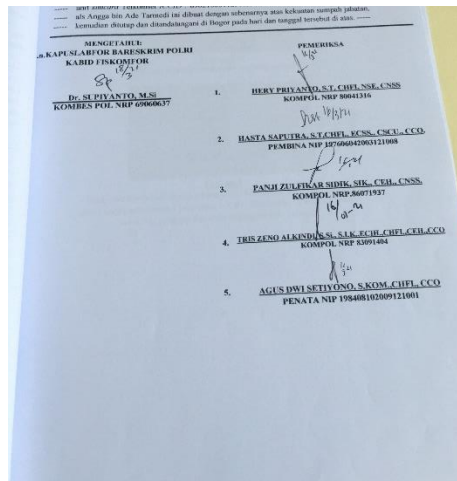 als Angga bin Ade Tarmedi ini dibuat dengan sebenarnya atas kekuatan sumpah jabatan,
kemudian ditutup dan ditandatangani di Bogor pada hari dan tanggal tersebut di atas. -----
MENGETAHUI:
KAPUSLABFOR BARESKRIM POLRI
KABID FISKOMFOR
18/3
Dr. SUPIYANTO, M.Si
KOMBES POL NRP 69060637
PEMERIKSA
1. HERY PRIYANTO, S.T, CHFI, NSE, CNSS
KOMPOL NRP 80041316
2. HASTA SAPUTRA, S.T,CHFI., ECSS., CSCU., CCO.
PEMBINA NIP 197606042003121008
3. PANJI ZULFIKAR SIDIK, SIK., CEH., CNSS.
KOMPOL NRP.86071937
4. TRIS ZENO ALKINDI, S.Si., S.I.K.,ECIH.,CHFI.,CEH.,CCO
KOMPOL NRP 83091404
5. AGUS DWI SETIYONO, S.KOM.,CHFI., CCO
PENATA NIP 198408102009121001